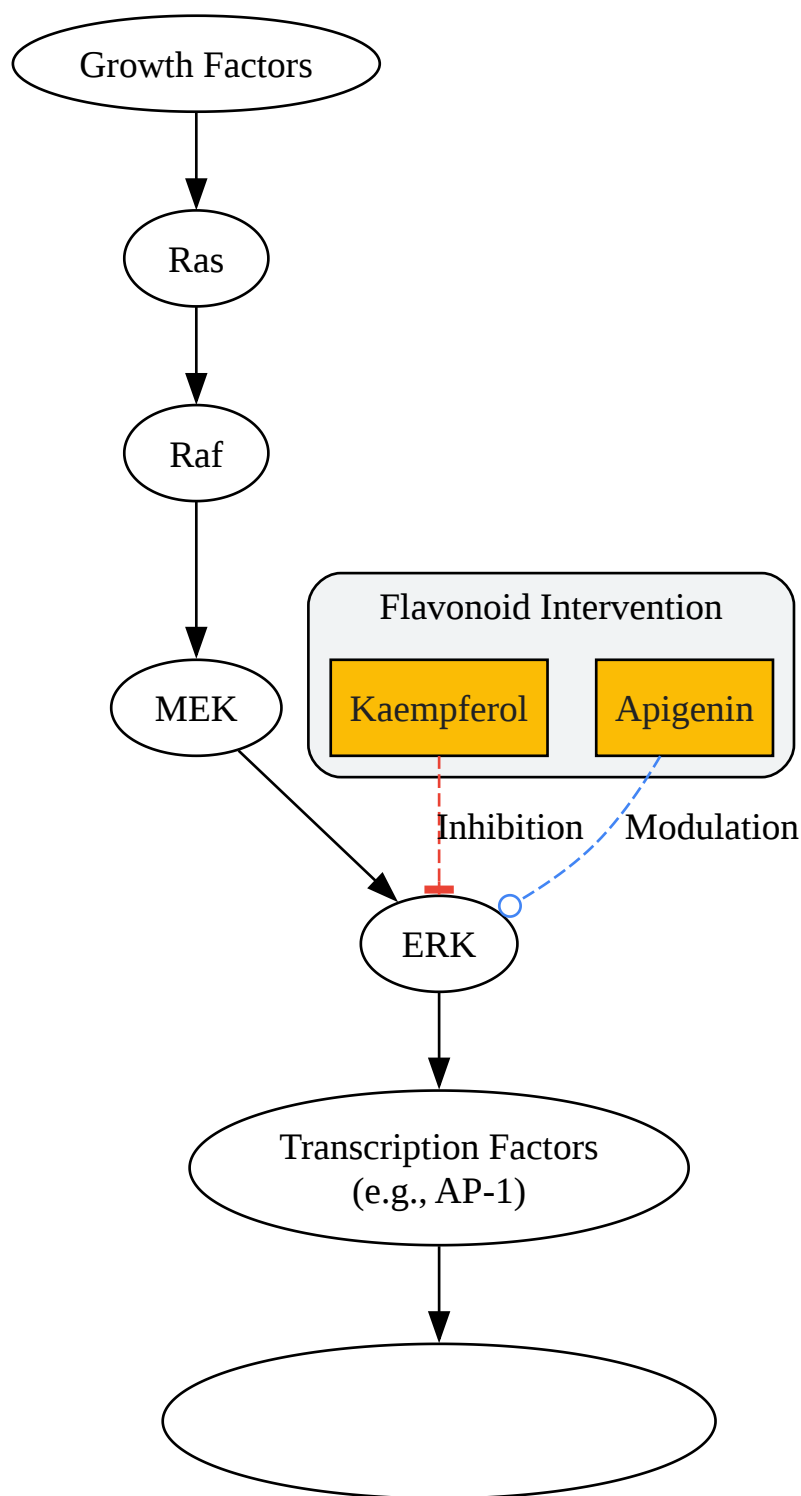 Growth Factors
Ras
Raf
Flavonoid Intervention
MEK
Kaempferol
Apigenin
Inhibition
Modulation
ERK
Transcription Factors
(e.g., AP-1)